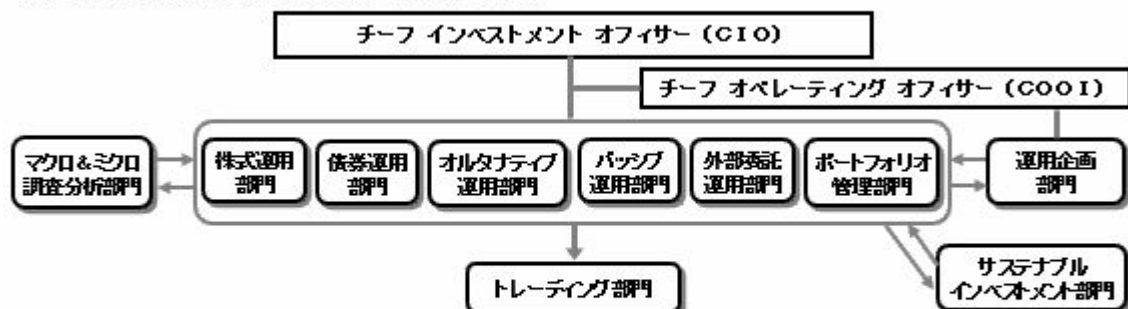 チーフ インベストメント オフィサー (CIO)
チーフ オペレーティング オフィサー (COOI)
マクロ&ミクロ
調査分析部門
株式運用
部門
債券運用
部門
オルタナティブ
運用部門
パッシブ
運用部門
外部委託
運用部門
ポートフォリオ
管理部門
運用企画
部門
トレーディング部門
サステナブル
インベストメント部門